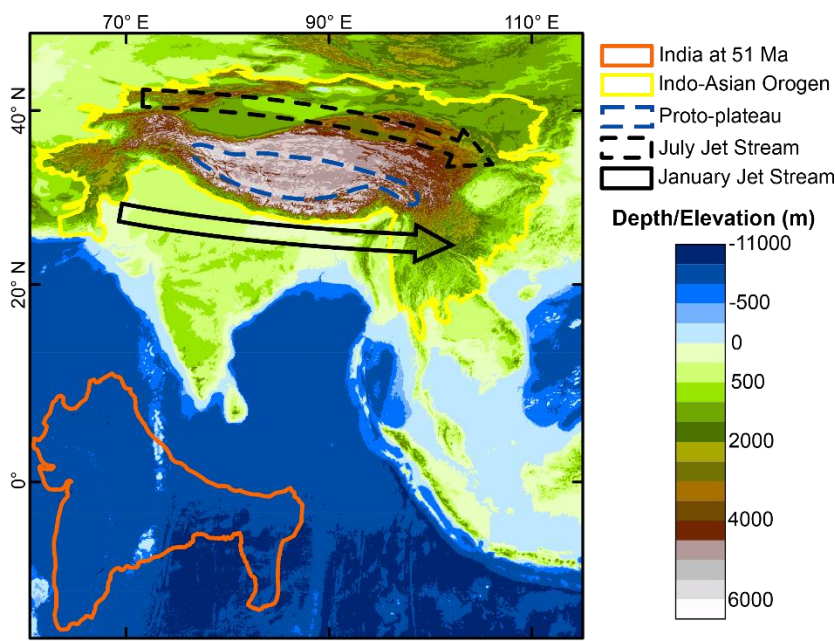 70° E 90° E 110° E
40° N
20° N
0°
India at 51 Ma
Indo-Asian Orogen
Proto-plateau
July Jet Stream
January Jet Stream
Depth/Elevation (m)
-11000
-500
0
500
2000
4000
6000